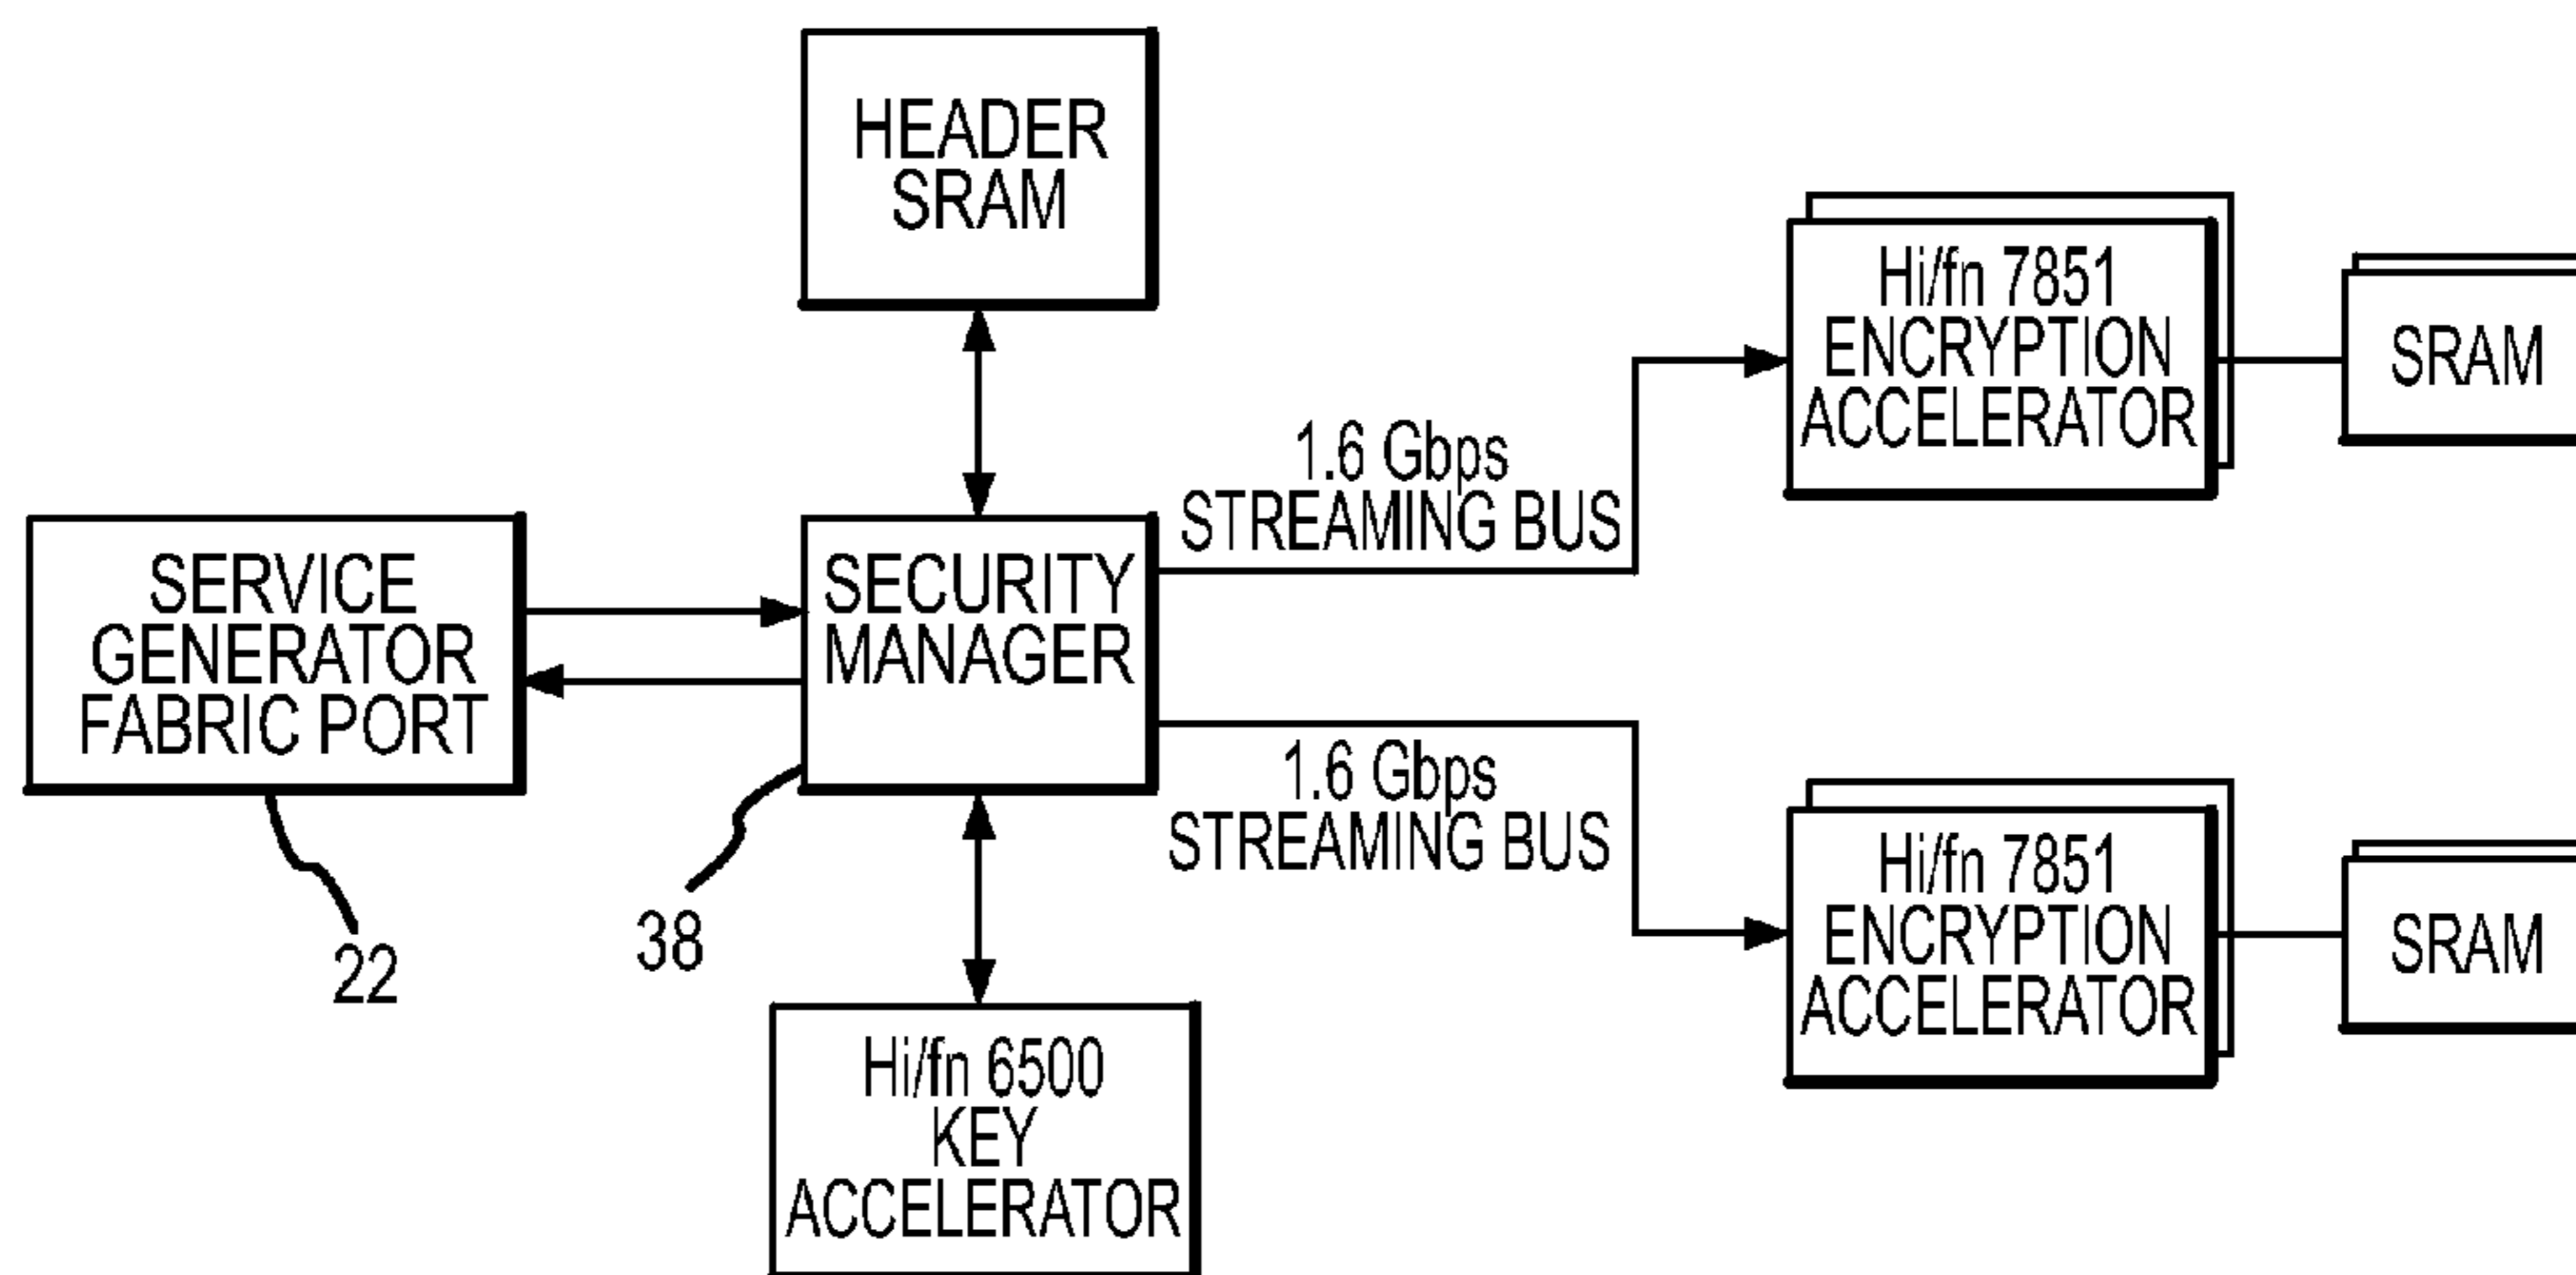 HEADER
SRAM
Hi/fn 7851
ENCRYPTION
ACCELERATOR
SRAM
1.6 Gbps
STREAMING BUS
SERVICE
GENERATOR
FABRIC PORT
SECURITY
MANAGER
1.6 Gbps
STREAMING BUS
Hi/fn 7851
ENCRYPTION
ACCELERATOR
SRAM
22
38
Hi/fn 6500
KEY
ACCELERATOR